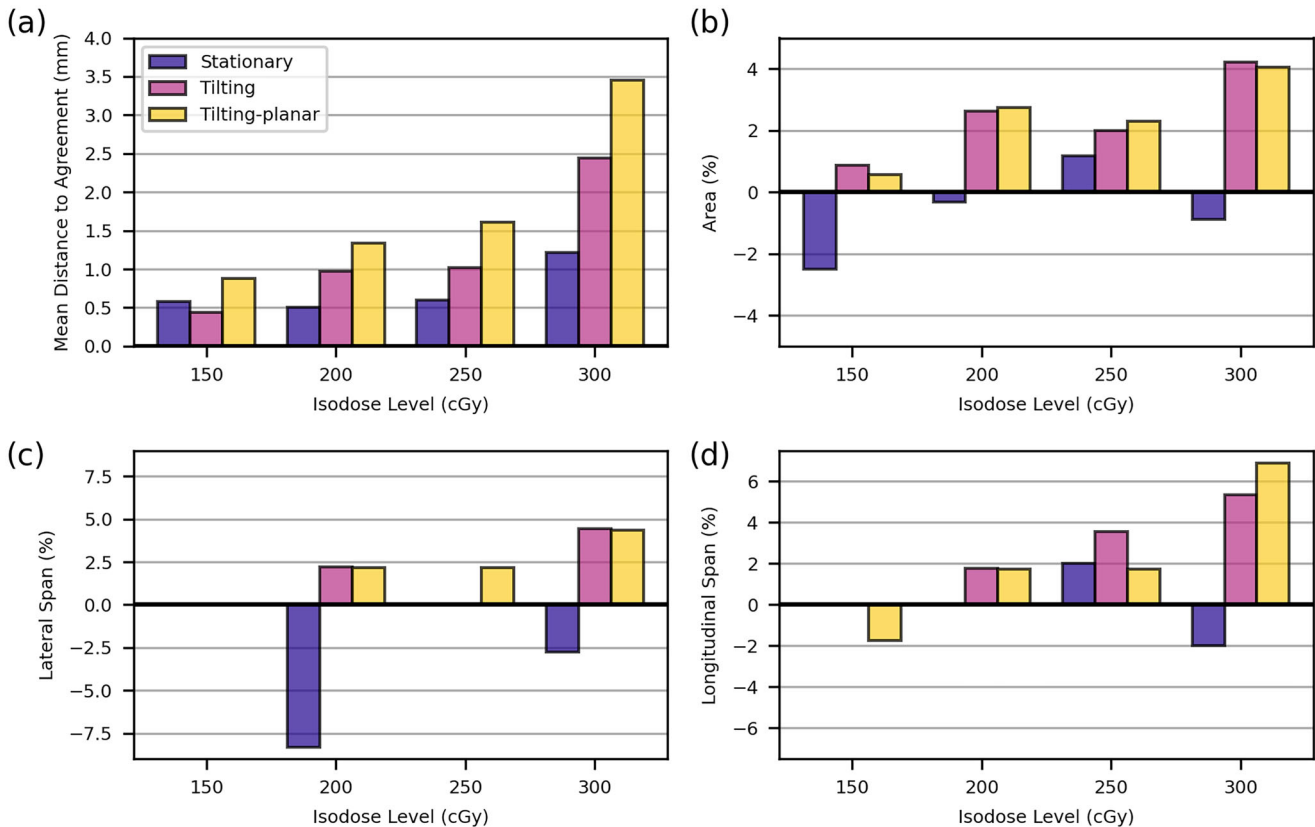 (a)
4.0
3.5
3.0
2.5
2.0
1.5
1.0
0.5
0.0
Mean Distance to Agreement (mm)
Stationary
Tilting
Tilting-planar
150 200 250 300
Isodose Level (cGy)
(b)
4
2
0
−2
−4
Area (%)
150 200 250 300
Isodose Level (cGy)
(c)
7.5
5.0
2.5
0.0
−2.5
−5.0
−7.5
Lateral Span (%)
150 200 250 300
Isodose Level (cGy)
(d)
6
4
2
0
−2
−4
−6
Longitudinal Span (%)
150 200 250 300
Isodose Level (cGy)